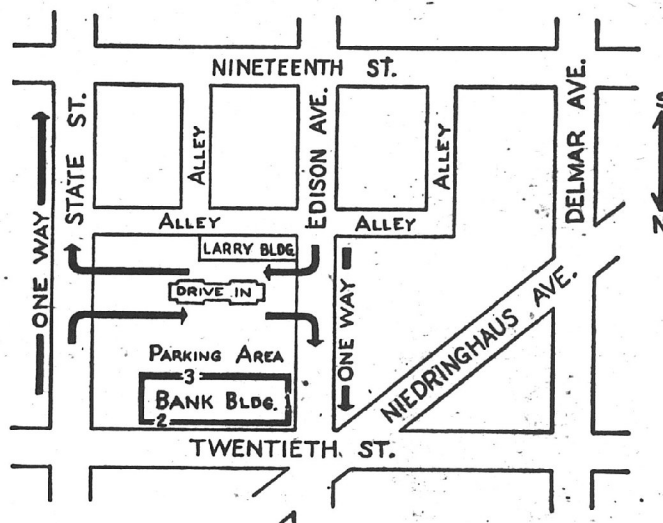 NINETEENTH ST.
STATE ST.
ONE WAY
ALLEY
EDISON AVE.
ALLEY
DELMAR AVE.
S
N
ALLEY
ALLEY
LARRY BLDG.
DRIVE IN
ONE WAY
NIEDRINGHAUS AVE.
PARKING AREA
3
BANK BLDG. 1
2
TWENTIETH ST.